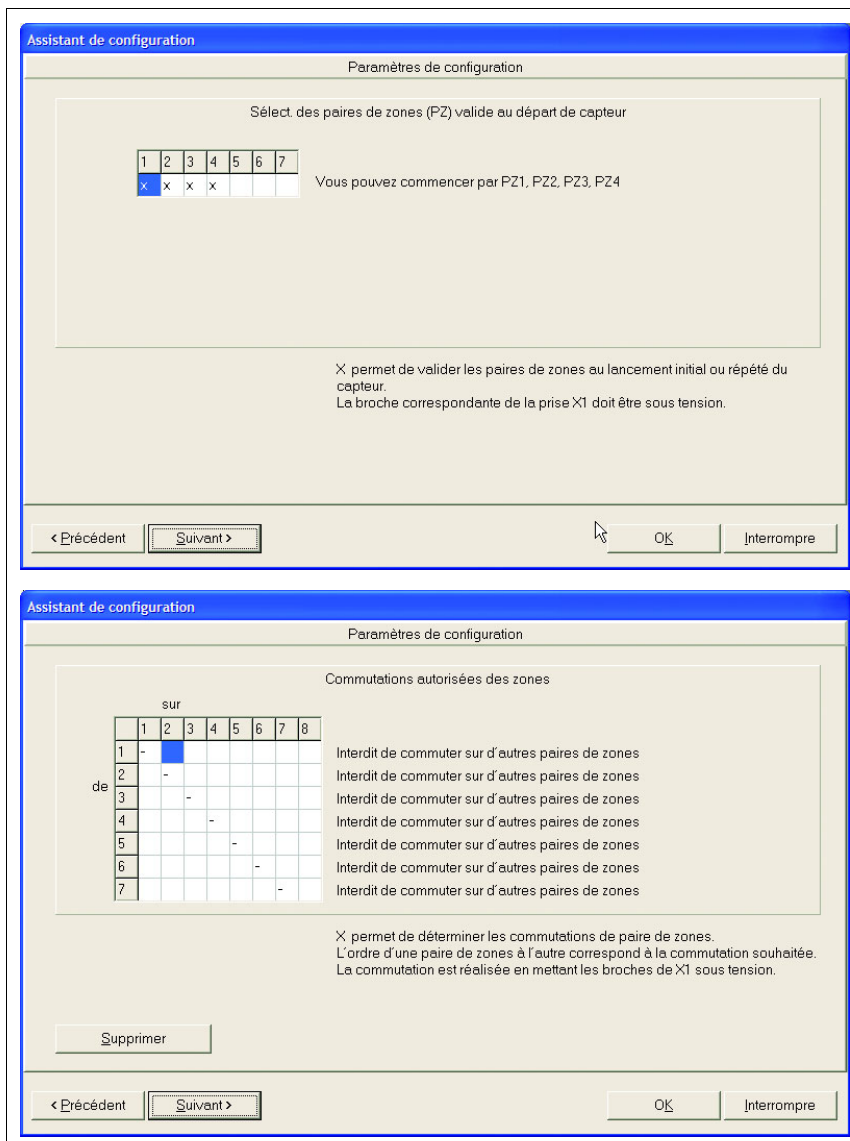 Assistant de configuration
Paramètres de configuration
Sélect. des paires de zones (PZ) valide au départ de capteur
1 2 3 4 5 6 7
x x x x
Vous pouvez commencer par PZ1, PZ2, PZ3, PZ4
X permet de valider les paires de zones au lancement initial ou répété du
capteur.
La broche correspondante de la prise X1 doit être sous tension.
< Précédent
Suivant >
OK
Interrompre
Assistant de configuration
Paramètres de configuration
Commutations autorisées des zones
sur
1 2 3 4 5 6 7 8
de
1 - Interdit de commuter sur d´autres paires de zones
2 - Interdit de commuter sur d´autres paires de zones
3 - Interdit de commuter sur d´autres paires de zones
4 - Interdit de commuter sur d´autres paires de zones
5 - Interdit de commuter sur d´autres paires de zones
6 - Interdit de commuter sur d´autres paires de zones
7 - Interdit de commuter sur d´autres paires de zones
X permet de déterminer les commutations de paire de zones.
L´ordre d´une paire de zones à l´autre correspond à la commutation souhaitée.
La commutation est réalisée en mettant les broches de X1 sous tension.
Supprimer
< Précédent
Suivant >
OK
Interrompre